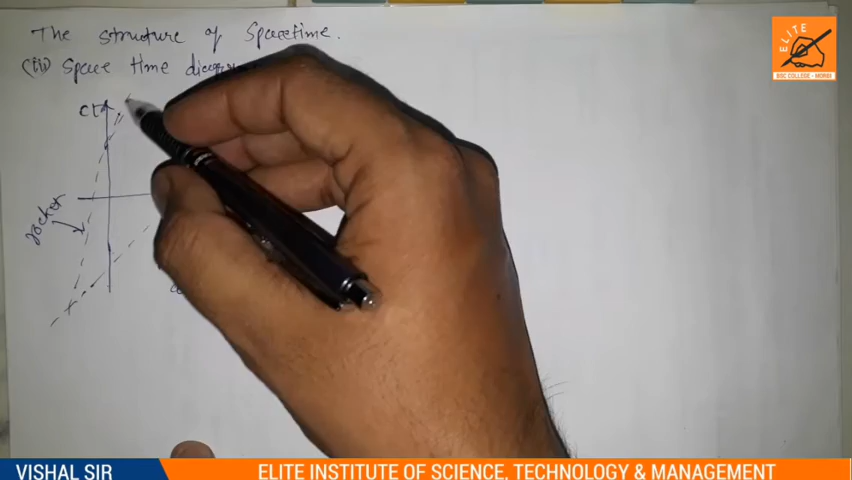 The structure of Spacetime.
(iii) Space time
ct
rocket
ELITE
BSC COLLEGE - MORBI
VISHAL SIR
ELITE INSTITUTE OF SCIENCE, TECHNOLOGY & MANAGEMENT